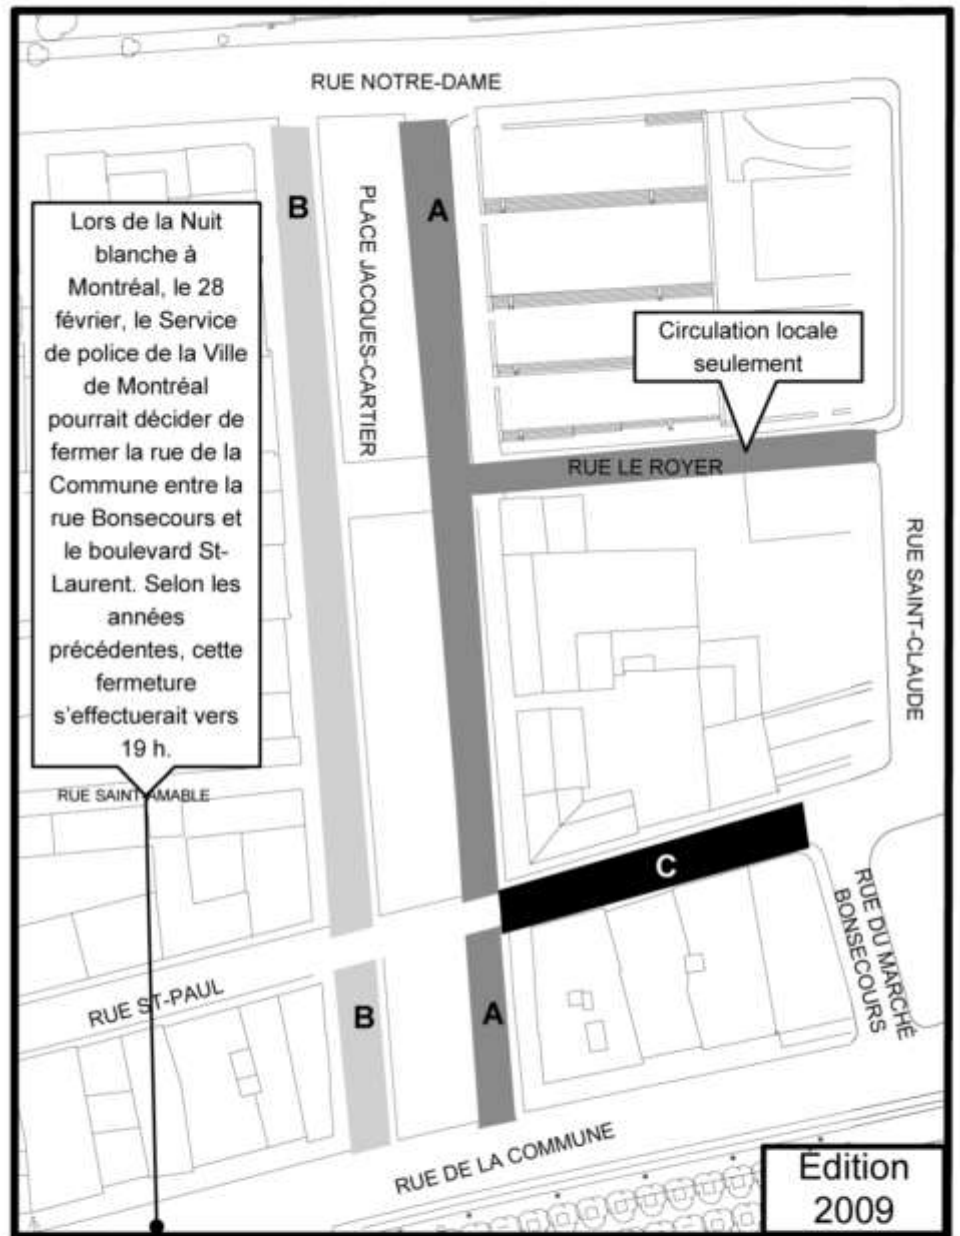 RUE NOTRE-DAME
B
PLACE JACQUES-CARTIER
A
Lors de la Nuit
blanche à
Montréal, le 28
février, le Service
de police de la Ville
de Montréal
pourrait décider de
fermer la rue de la
Commune entre la
rue Bonsecours et
le boulevard St-
Laurent. Selon les
années
précédentes, cette
fermeture
s'effectuerait vers
19 h.
Circulation locale
seulement
RUE LE ROYER
RUE SAINT-CLAUDE
RUE SAINT-AMABLE
C
RUE DU MARCHÉ
BONSECOURS
RUE ST-PAUL
B
A
RUE DE LA COMMUNE
Édition
2009